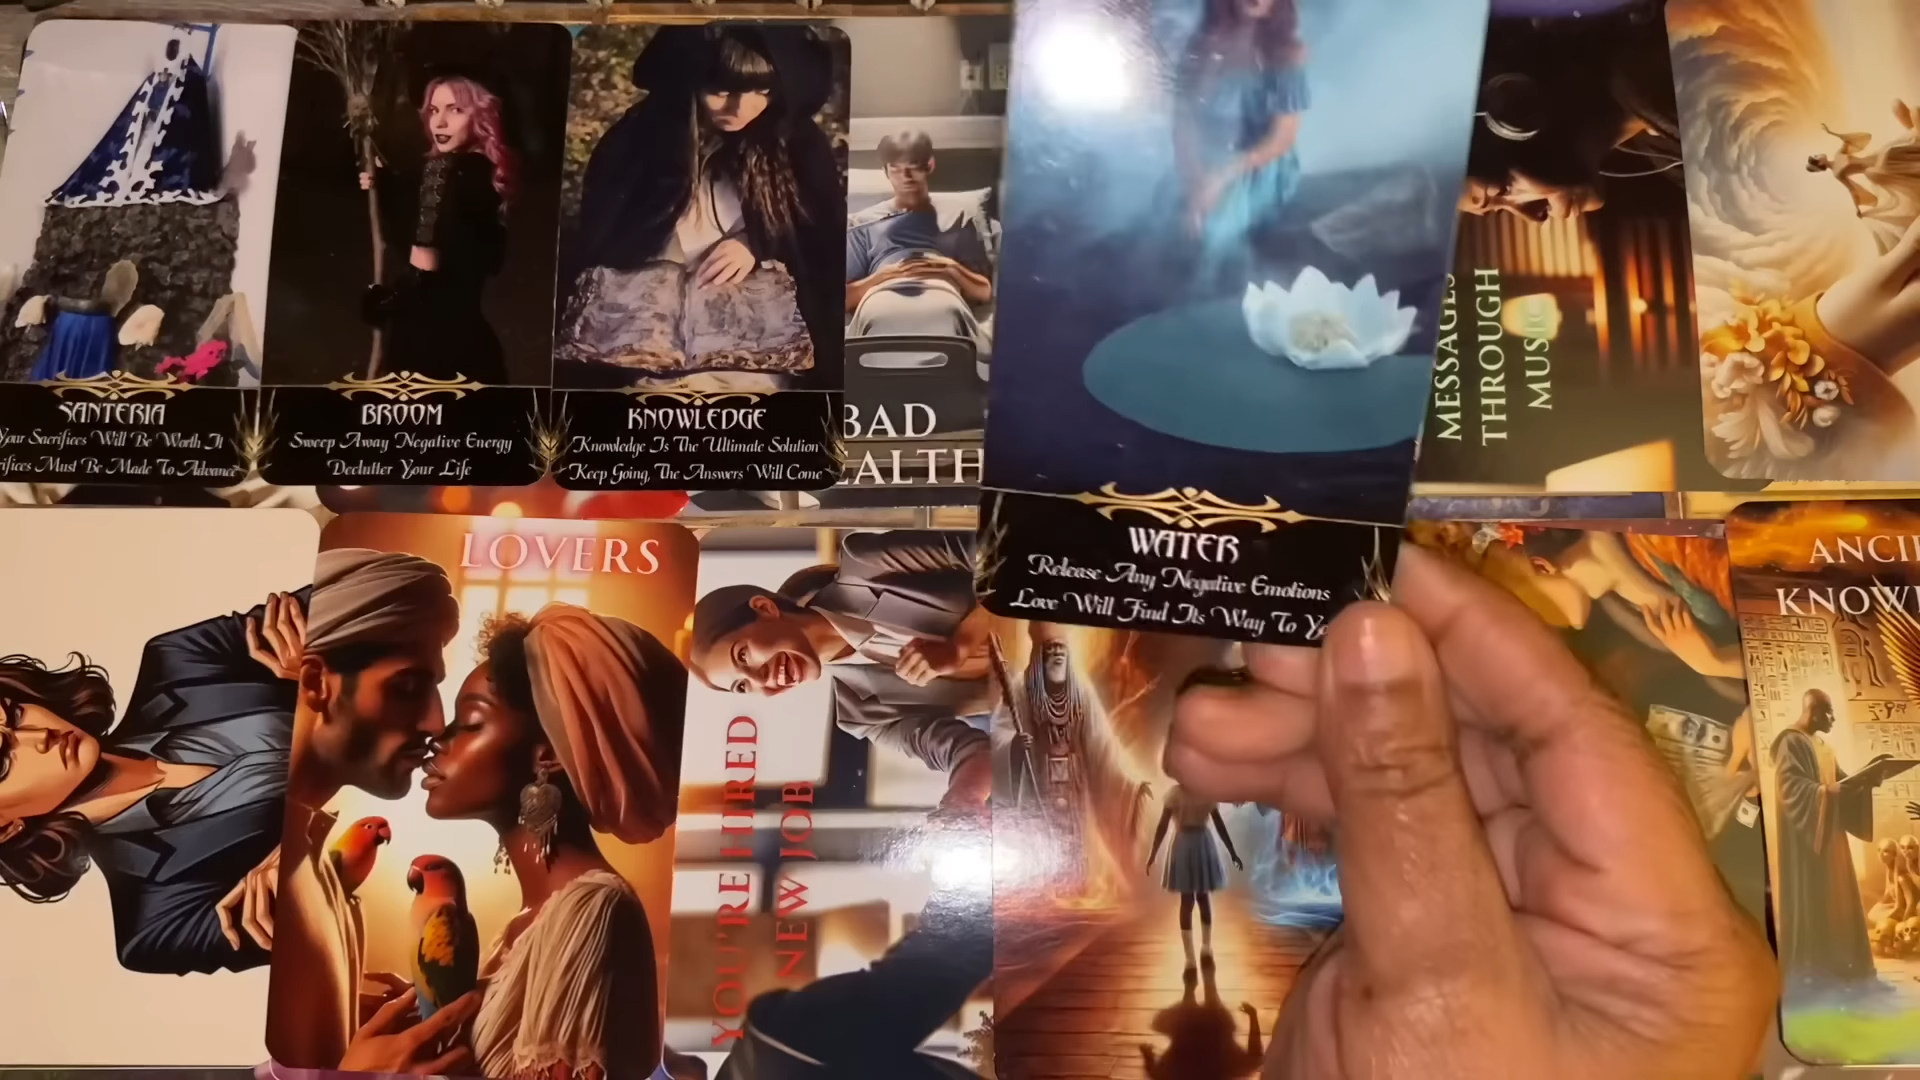 SANTERIA
Your Sacrifices Will Be Worth It
Must Be Made To Advance
BROOM
Sweep Away Negative Energy
Declutter Your Life
KNOWLEDGE
Knowledge Is The Ultimate Solution
Keep Going, The Answers Will Come
BAD
EALTH
WATER
Release Any Negative Emotions
Love Will Find Its Way To
MESSAGES
THROUGH
MUSIC
LOVERS
YOU'RE HIRED
NEW JOB
ANCI
KNOW